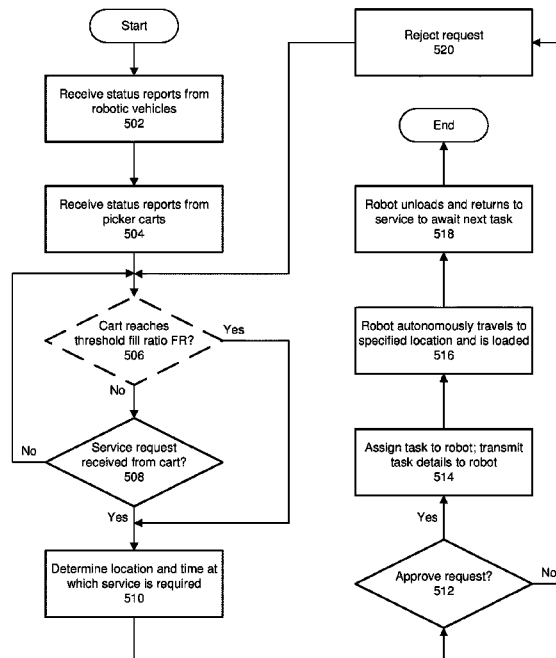 Start
Receive status reports from
robotic vehicles
502
Receive status reports from
picker carts
504
Cart reaches
threshold fill ratio FR?
506
Yes
No
Service request
received from cart?
508
No
Yes
Determine location and time at
which service is required
510
Reject request
520
End
Robot unloads and returns to
service to await next task
518
Robot autonomously travels to
specified location and is loaded
516
Assign task to robot; transmit
task details to robot
514
Yes
Approve request?
512
No